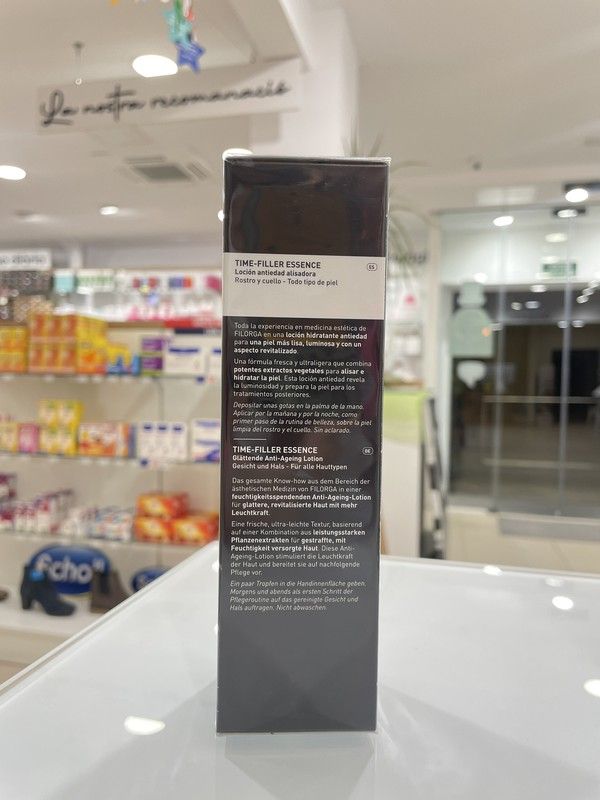 La nostra recomanació
TIME-FILLER ESSENCE
ES
Loción antiedad alisadora
Rostro y cuello - Todo tipo de piel
Toda la experiencia en medicina estética de
FILORGA en una loción hidratante antiedad
para una piel más lisa, luminosa y con un
aspecto revitalizado.
Una fórmula fresca y ultraligera que combina
potentes extractos vegetales para alisar e
hidratar la piel. Esta loción antiedad revela
la luminosidad y prepara la piel para los
tratamientos posteriores.
Depositar unas gotas en la palma de la mano.
Aplicar por la mañana y por la noche, como
primer paso de la rutina de belleza, sobre la piel
limpia del rostro y el cuello. Sin aclarado.
TIME-FILLER ESSENCE
DE
Glättende Anti-Ageing Lotion
Gesicht und Hals - Für alle Hauttypen
Das gesamte Know-how aus dem Bereich der
ästhetischen Medizin von FILORGA in einer
feuchtigkeitsspendenden Anti-Ageing-Lotion
für glattere, revitalisierte Haut mit mehr
Leuchtkraft.
Eine frische, ultra-leichte Textur, basierend
auf einer Kombination aus leistungsstarken
Pflanzenextrakten für gestraffte, mit
Feuchtigkeit versorgte Haut. Diese Anti-
Ageing-Lotion stimuliert die Leuchtkraft
der Haut und bereitet sie auf nachfolgende
Pflege vor.
Ein paar Tropfen in die Handinnenfläche geben.
Morgens und abends als ersten Schritt der
Pflegeroutine auf das gereinigte Gesicht und
Hals auftragen. Nicht abwaschen.
Echo